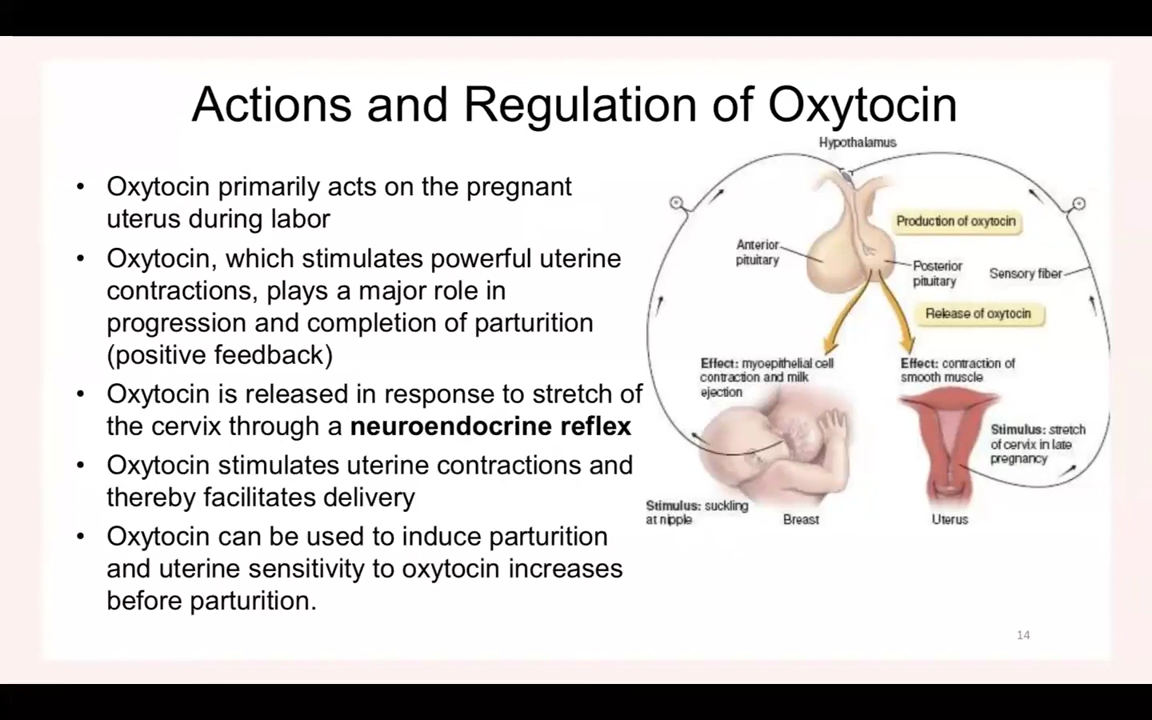 Actions and Regulation of Oxytocin
• Oxytocin primarily acts on the pregnant
uterus during labor
• Oxytocin, which stimulates powerful uterine
contractions, plays a major role in
progression and completion of parturition
(positive feedback)
• Oxytocin is released in response to stretch of
the cervix through a neuroendocrine reflex
• Oxytocin stimulates uterine contractions and
thereby facilitates delivery
• Oxytocin can be used to induce parturition
and uterine sensitivity to oxytocin increases
before parturition.
Hypothalamus
+
+
Production of oxytocin
Anterior
pituitary
Posterior
pituitary
Sensory fiber
Release of oxytocin
Effect: myoepithelial cell
contraction and milk
ejection
Effect: contraction of
smooth muscle
Stimulus: stretch
of cervix in late
pregnancy
Stimulus: suckling
at nipple
Breast
Uterus
14